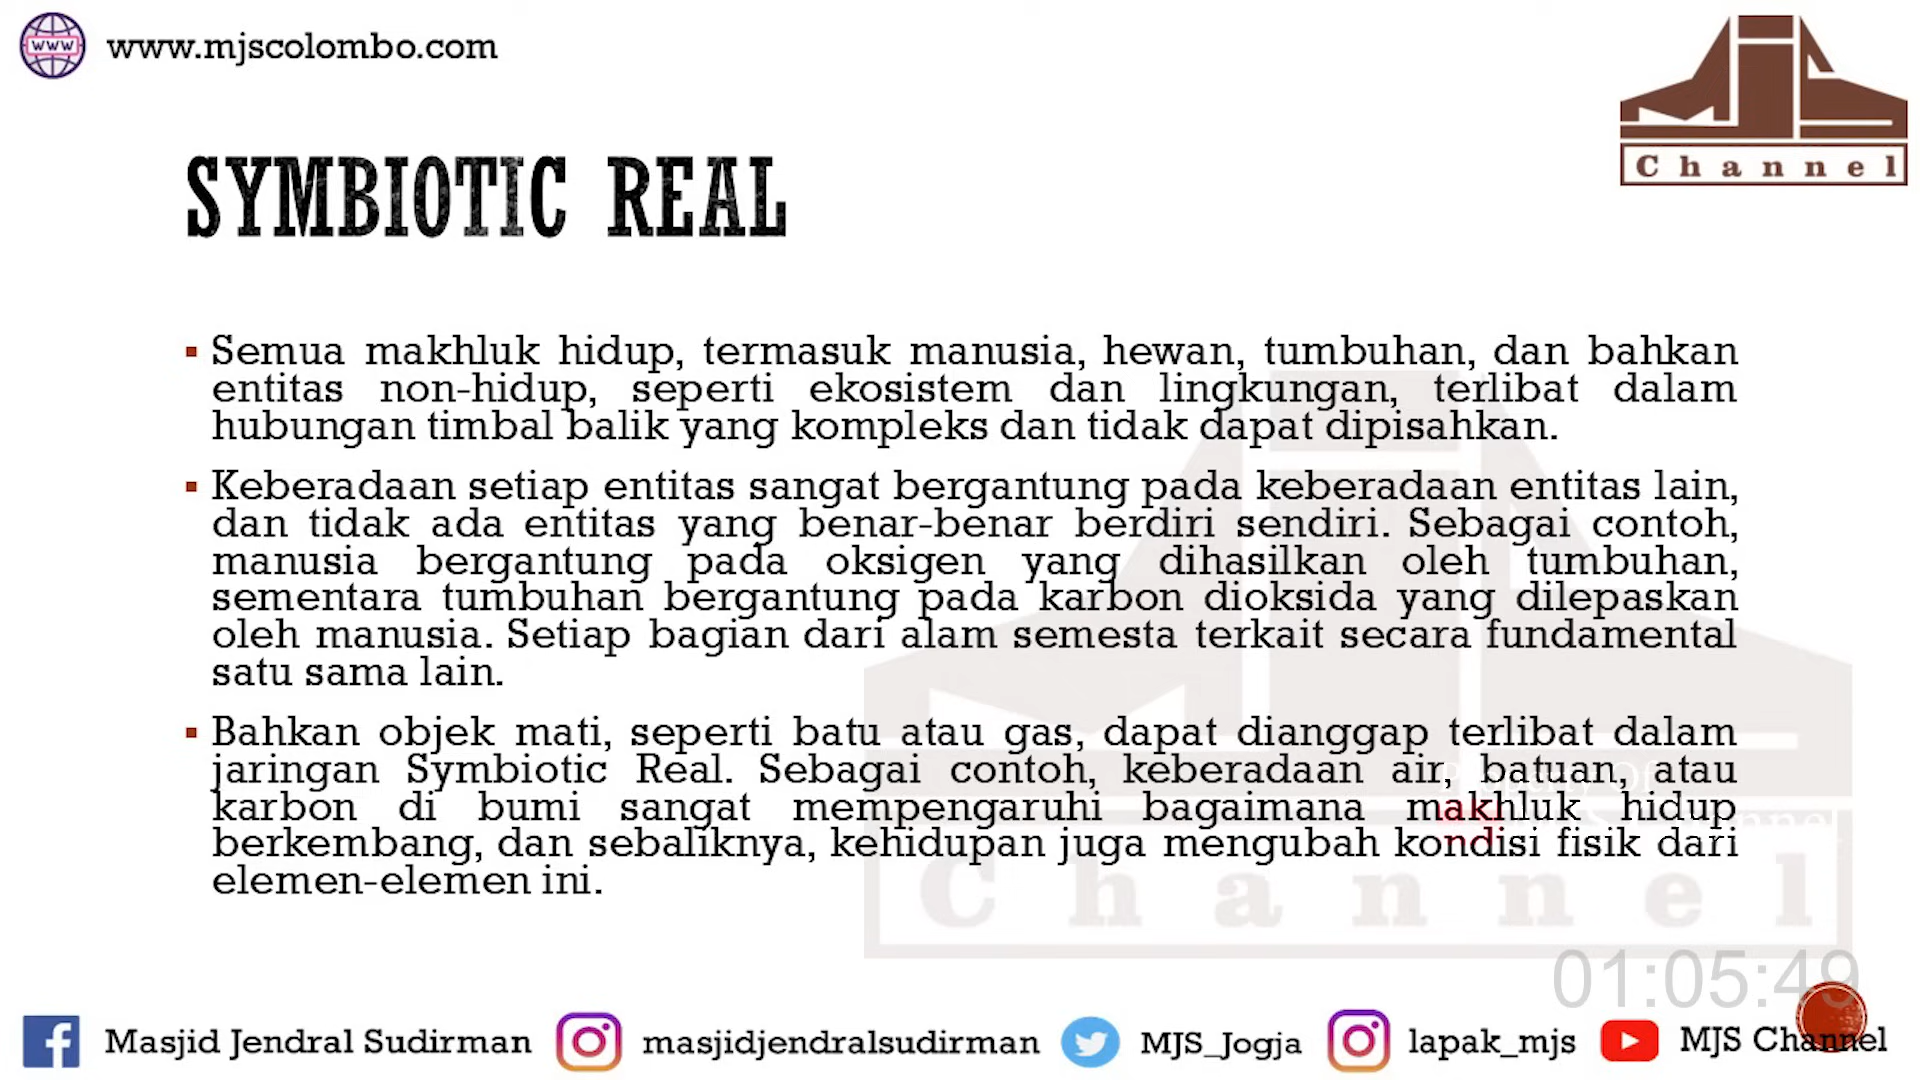 www.mjscolombo.com
Channel
SYMBIOTIC REAL
Semua makhluk hidup, termasuk manusia, hewan, tumbuhan, dan bahkan
entitas non-hidup, seperti ekosistem dan lingkungan, terlibat dalam
hubungan timbal balik yang kompleks dan tidak dapat dipisahkan.
Keberadaan setiap entitas sangat bergantung pada keberadaan entitas lain,
dan tidak ada entitas yang benar-benar berdiri sendiri. Sebagai contoh,
manusia bergantung pada oksigen yang dihasilkan oleh tumbuhan,
sementara tumbuhan bergantung pada karbon dioksida yang dilepaskan
oleh manusia. Setiap bagian dari alam semesta terkait secara fundamental
satu sama lain.
Bahkan objek mati, seperti batu atau gas, dapat dianggap terlibat dalam
jaringan Symbiotic Real. Sebagai contoh, keberadaan air, batuan, atau
karbon di bumi sangat mempengaruhi bagaimana makhluk hidup
berkembang, dan sebaliknya, kehidupan juga mengubah kondisi fisik dari
elemen-elemen ini.
Property Of
Channel
01:05:49
Masjid Jendral Sudirman masjidjendralsudirman MJS_Jogja lapak_mjs MJS Channel